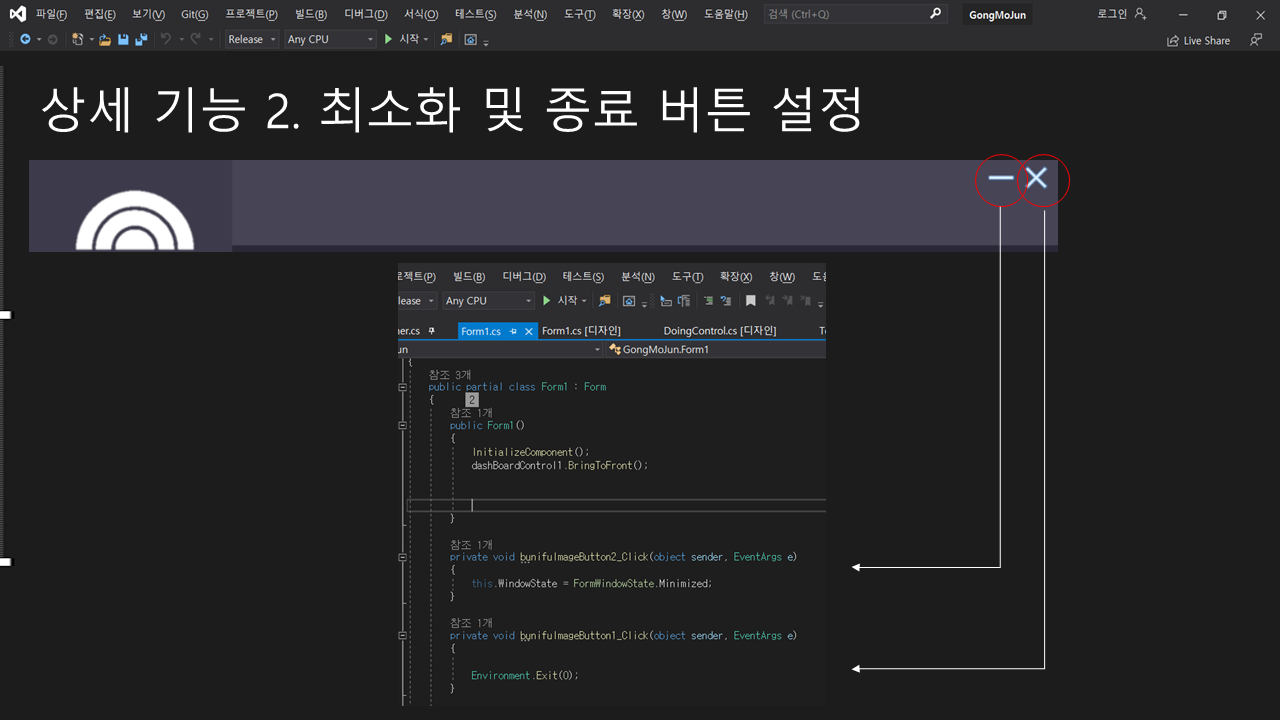 파일(F) 편집(E) 보기(V) Git(G) 프로젝트(P) 빌드(B) 디버그(D) 서식(O) 테스트(S) 분석(N) 도구(T) 확장(X) 창(W) 도움말(H) 검색 (Ctrl+Q) GongMoJun 로그인
Release Any CPU 시작 Live Share
상세 기능 2. 최소화 및 종료 버튼 설정
로젝트(P) 빌드(B) 디버그(D) 테스트(S) 분석(N) 도구(T) 확장(X) 창(W) 도움
elease Any CPU 시작
ner.cs Form1.cs Form1.cs [디자인] DoingControl.cs [디자인] To
un GongMoJun.Form1
{
참조 3개
public partial class Form1 : Form
{ 2
참조 1개
public Form1()
{
InitializeComponent();
dashBoardControl1.BringToFront();
}
참조 1개
private void bunifuImageButton2_Click(object sender, EventArgs e)
{
this.WindowState = FormWindowState.Minimized;
}
참조 1개
private void bunifuImageButton1_Click(object sender, EventArgs e)
{
Environment.Exit(0);
}